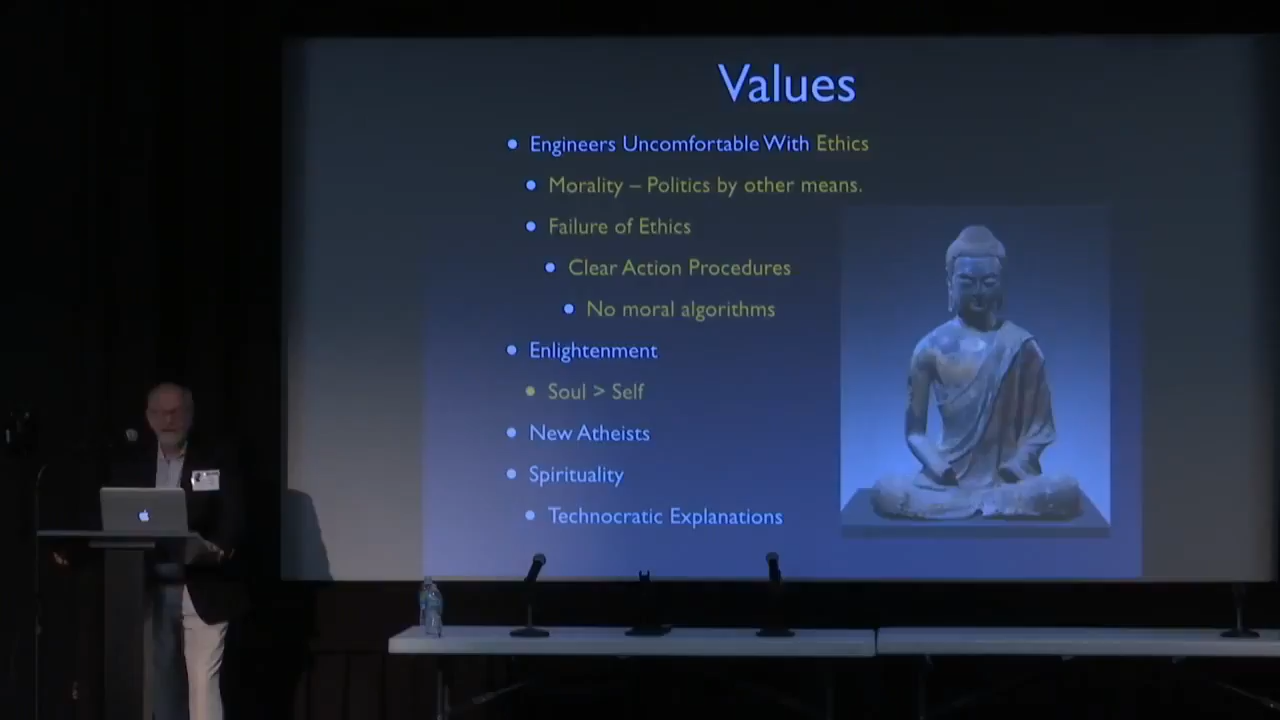 Values
Engineers Uncomfortable With Ethics
Morality – Politics by other means.
Failure of Ethics
Clear Action Procedures
No moral algorithms
Enlightenment
Soul > Self
New Atheists
Spirituality
Technocratic Explanations